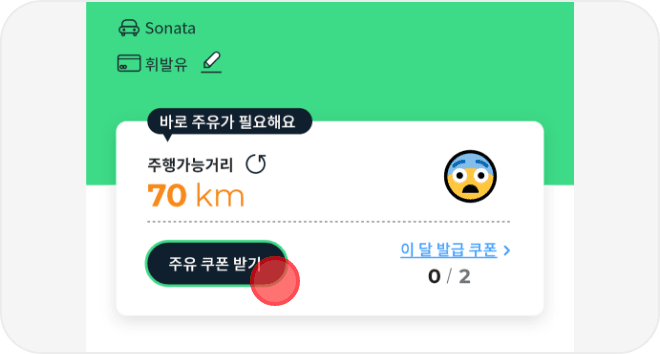 Sonata
휘발유
바로 주유가 필요해요
주행가능거리
70 km
주유 쿠폰 받기
이 달 발급 쿠폰
0 / 2